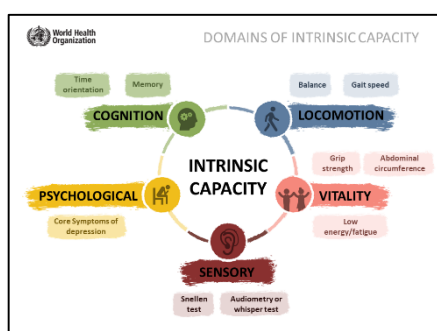 World Health
Organization
DOMAINS OF INTRINSIC CAPACITY
Time
orientation
Memory
Balance
Gait speed
COGNITION
LOCOMOTION
INTRINSIC
CAPACITY
Grip
strength
Abdominal
circumference
PSYCHOLOGICAL
VITALITY
Core Symptoms of
depression
Low
energy/fatigue
SENSORY
Snellen
test
Audiometry or
whisper test